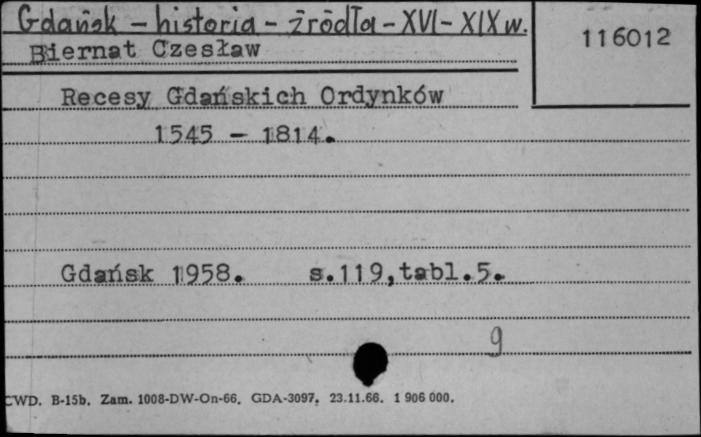 Gdańsk - historia - źródła - XVI - XIX w.
116012
Biernat Czesław
Recesy Gdańskich Ordynków
1545 - 1814.
Gdańsk 1958. s.119,tabl.5.
9
CWD. B-15b. Zam. 1008-DW-On-66. GDA-3097. 23.11.66. 1 906 000.